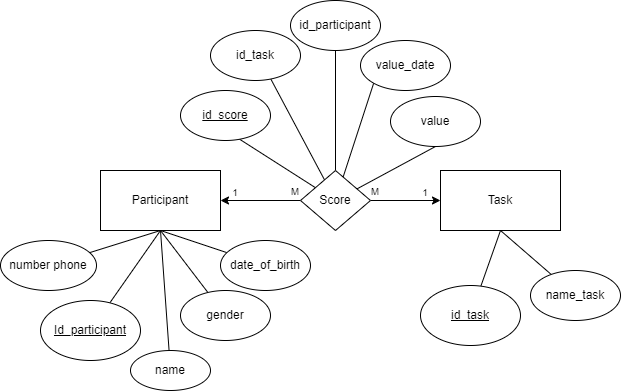 id_participant
id_task
value_date
id_score
value
Participant
1
M
Score
M
1
Task
number phone
date_of_birth
Id_participant
gender
name
id_task
name_task